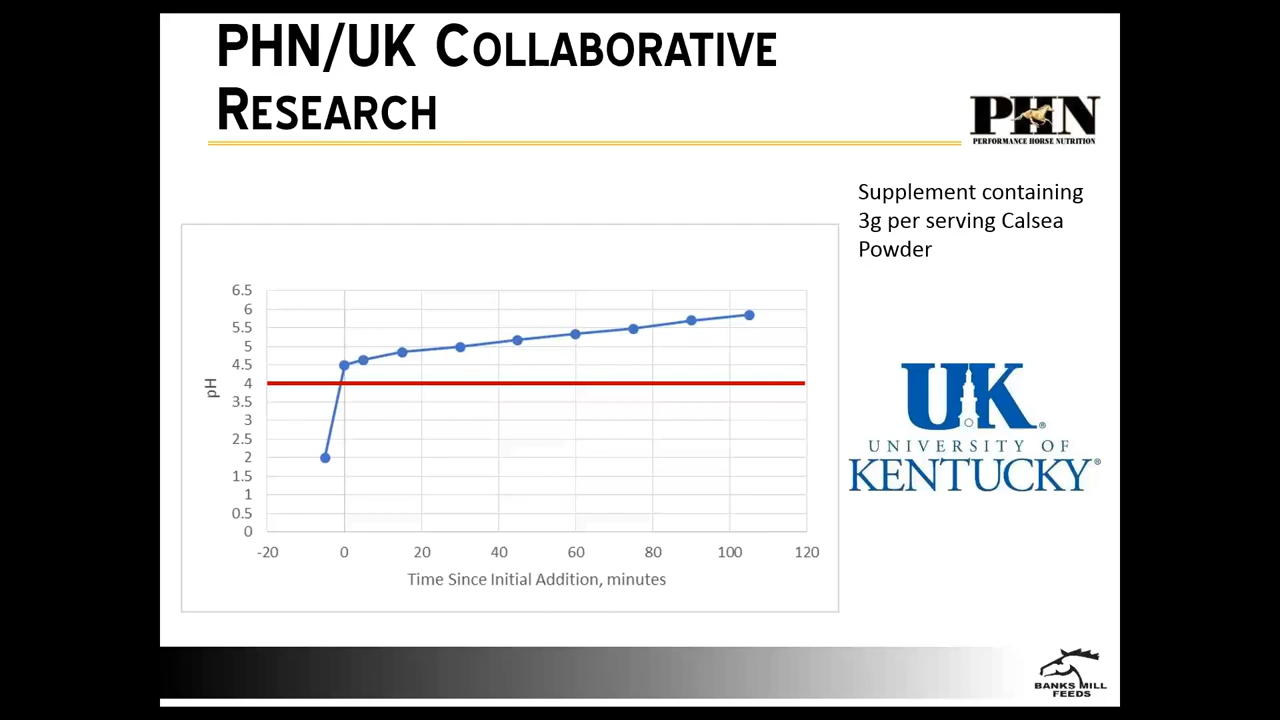 PHN/UK COLLABORATIVE
RESEARCH
PHN
PERFORMANCE HORSE NUTRITION
Supplement containing
3g per serving Calsea
Powder
6.5
6
5.5
5
4.5
4
3.5
3
2.5
2
1.5
1
0.5
0
pH
-20 0 20 40 60 80 100 120
Time Since Initial Addition, minutes
UK®
UNIVERSITY OF
KENTUCKY®
BANKS MILL
FEEDS